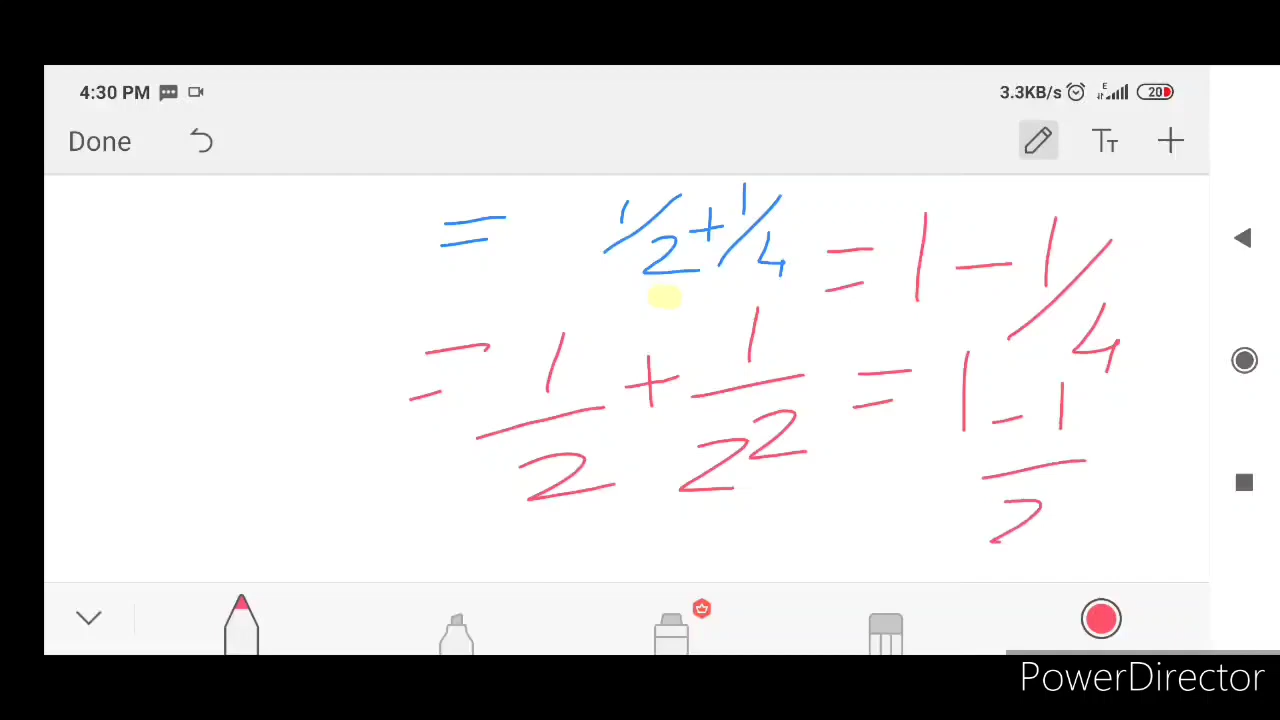 4:30 PM 3.3KB/s E 20
Done
= 1/2 + 1/4 = 1 - 1/4
= 1/2 + 1/2² = 1 - 1/2
PowerDirector